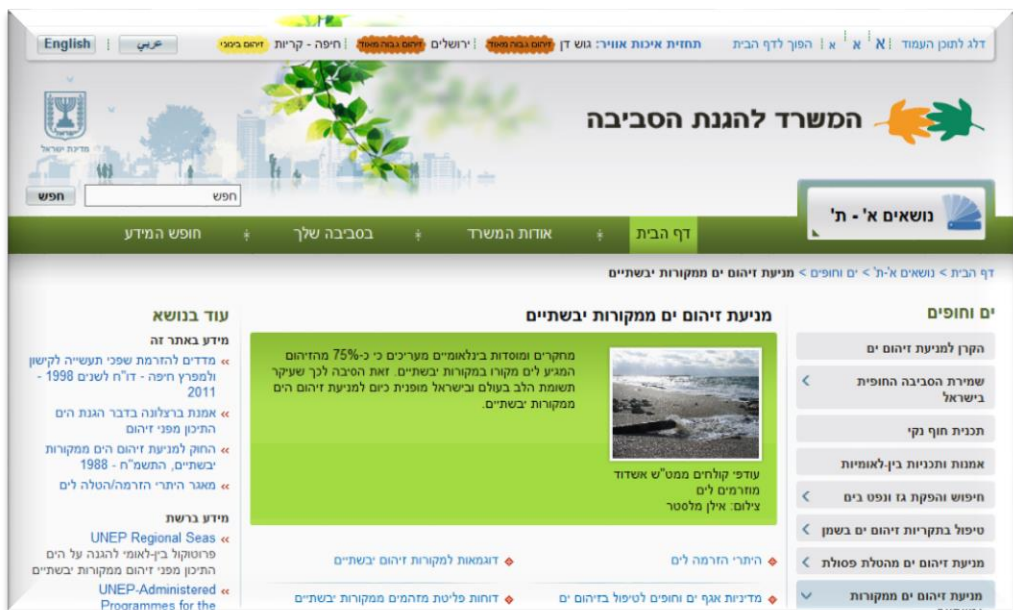 דלג לתוכן העמוד | א | א | א | הפוך לדף הבית
תחזית איכות אוויר: גוש דן זיהום גבוה מאוד | ירושלים זיהום גבוה מאוד | חיפה - קריות זיהום בינוני
عربي | English
המשרד להגנת הסביבה
מדינת ישראל
חפש
חפש
נושאים א' - ת'
דף הבית
אודות המשרד
בסביבה שלך
חופש המידע
דף הבית > נושאים א'-ת' > ים וחופים > מניעת זיהום ים ממקורות יבשתיים
ים וחופים
הקרן למניעת זיהום ים
שמירת הסביבה החופית
בישראל
תכנית חוף נקי
אמנות ותכניות בין-לאומיות
חיפוש והפקת גז ונפט בים
טיפול בתקריות זיהום ים בשמן
מניעת זיהום ים מהטלת פסולת
מניעת זיהום ים ממקורות
מניעת זיהום ים ממקורות יבשתיים
מחקרים ומוסדות בינלאומיים מעריכים כי כ-75% מהזיהום
המגיע לים מקורו במקורות יבשתיים. זאת הסיבה לכך שעיקר
תשומת הלב בעולם ובישראל מופנית כיום למניעת זיהום הים
ממקורות יבשתיים.
עודפי קולחים ממט"ש אשדוד
מוזרמים לים
צילום: אילן מלסטר
היתרי הזרמה לים
דוגמאות למקורות זיהום יבשתיים
מדיניות אגף ים וחופים לטיפול בזיהום ים
דוחות פליטת מזהמים ממקורות יבשתיים
עוד בנושא
מידע באתר זה
» מדדים להזרמת שפכי תעשייה לקישון
ולמפרץ חיפה - דו"ח לשנים 1998 -
2011
» אמנת ברצלונה בדבר הגנת הים
התיכון מפני זיהום
» החוק למניעת זיהום הים ממקורות
יבשתיים, התשמ"ח - 1988
» מאגר היתרי הזרמה/הטלה לים
מידע ברשת
» UNEP Regional Seas
פרוטוקול בין-לאומי להגנה על הים
התיכון מפני זיהום ממקורות יבשתיים
» UNEP-Administered
Programmes for the